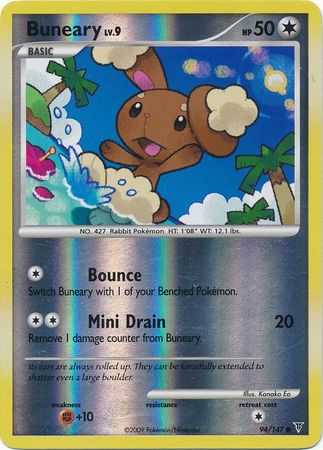 Buneary LV.9 HP 50
BASIC
NO. 427 Rabbit Pokémon HT: 1'08" WT: 12.1 lbs.
Bounce
Switch Buneary with 1 of your Benched Pokémon.
Mini Drain 20
Remove 1 damage counter from Buneary.
Its ears are always rolled up. They can be forcefully extended to
shatter even a large boulder.
Illus. Kanako Eo
weakness resistance retreat cost
+10
©2009 Pokémon/Nintendo 94/147